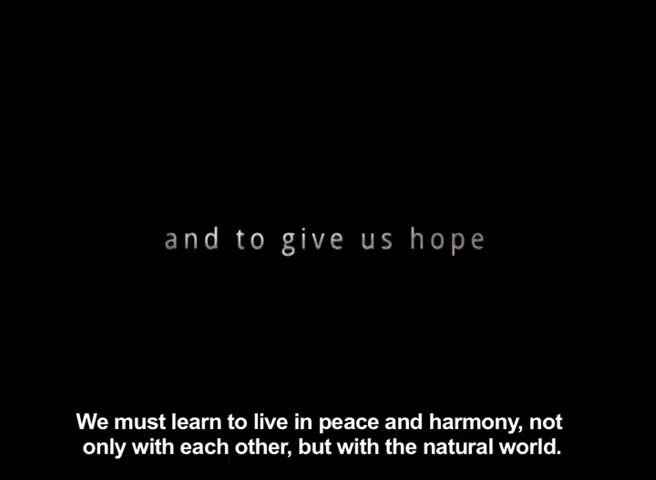 and to give us hope
We must learn to live in peace and harmony, not
only with each other, but with the natural world.